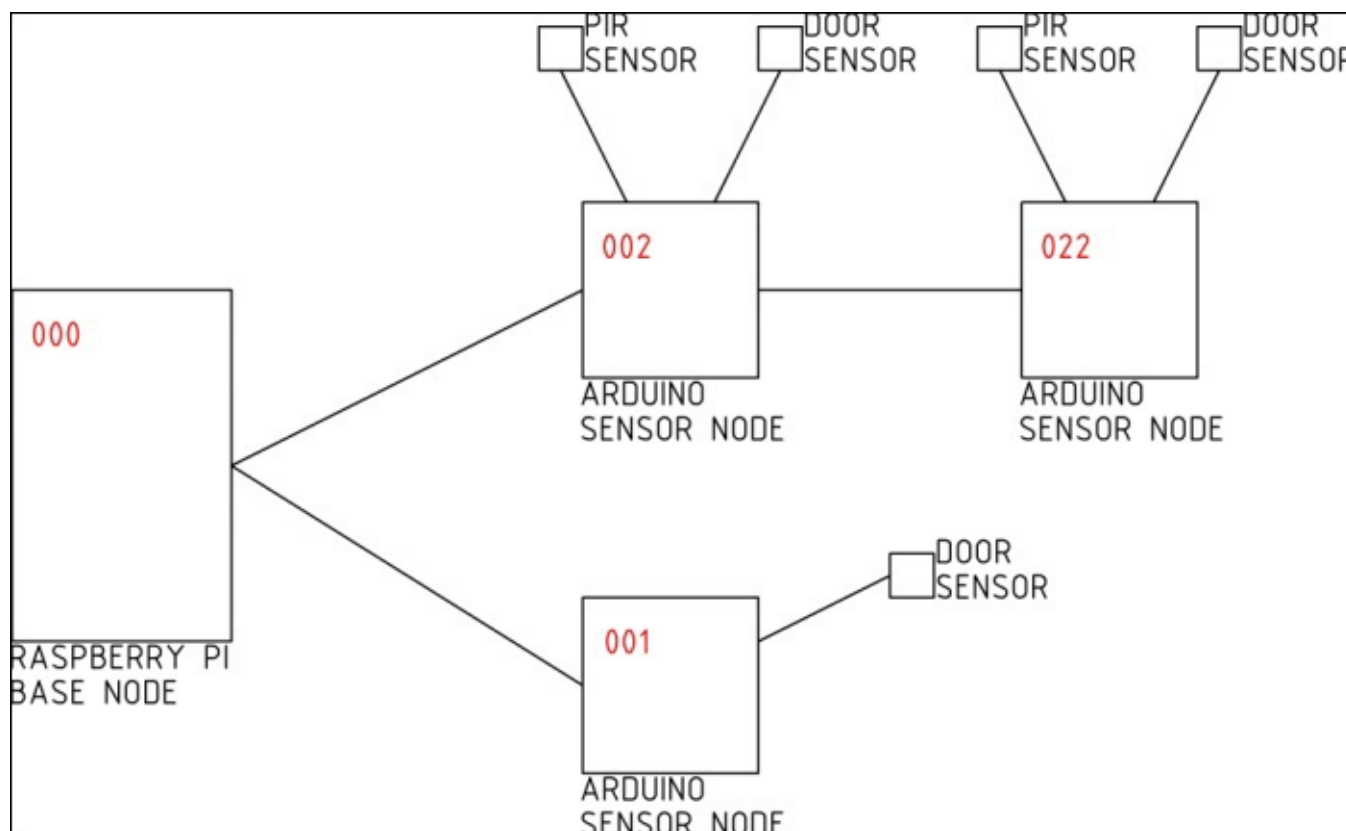 PIR
SENSOR
DOOR
SENSOR
PIR
SENSOR
DOOR
SENSOR
002
022
000
ARDUINO
SENSOR NODE
ARDUINO
SENSOR NODE
DOOR
SENSOR
001
RASPBERRY PI
BASE NODE
ARDUINO
SENSOR NODE